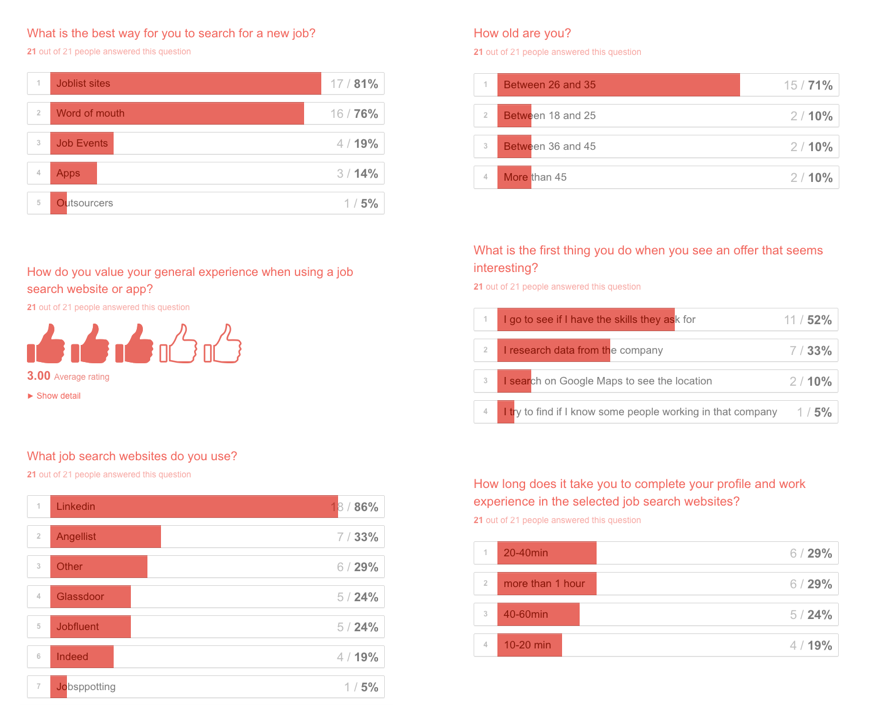 What is the best way for you to search for a new job?
21 out of 21 people answered this question
1 Joblist sites 17 / 81%
2 Word of mouth 16 / 76%
3 Job Events 4 / 19%
4 Apps 3 / 14%
5 Outsourcers 1 / 5%
How do you value your general experience when using a job
search website or app?
21 out of 21 people answered this question
3.00 Average rating
► Show detail
What job search websites do you use?
21 out of 21 people answered this question
1 Linkedin 18 / 86%
2 Angellist 7 / 33%
3 Other 6 / 29%
4 Glassdoor 5 / 24%
5 Jobfluent 5 / 24%
6 Indeed 4 / 19%
7 Jobsppotting 1 / 5%
How old are you?
21 out of 21 people answered this question
1 Between 26 and 35 15 / 71%
2 Between 18 and 25 2 / 10%
3 Between 36 and 45 2 / 10%
4 More than 45 2 / 10%
What is the first thing you do when you see an offer that seems
interesting?
21 out of 21 people answered this question
1 I go to see if I have the skills they ask for 11 / 52%
2 I research data from the company 7 / 33%
3 I search on Google Maps to see the location 2 / 10%
4 I try to find if I know some people working in that company 1 / 5%
How long does it take you to complete your profile and work
experience in the selected job search websites?
21 out of 21 people answered this question
1 20-40min 6 / 29%
2 more than 1 hour 6 / 29%
3 40-60min 5 / 24%
4 10-20 min 4 / 19%